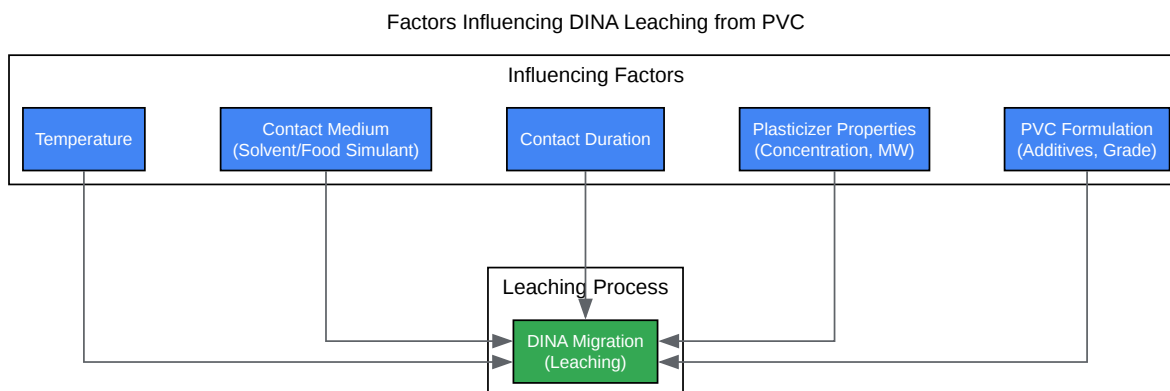 Factors Influencing DINA Leaching from PVC
Influencing Factors
Temperature
Contact Medium
(Solvent/Food Simulant)
Contact Duration
Plasticizer Properties
(Concentration, MW)
PVC Formulation
(Additives, Grade)
Leaching Process
DINA Migration
(Leaching)